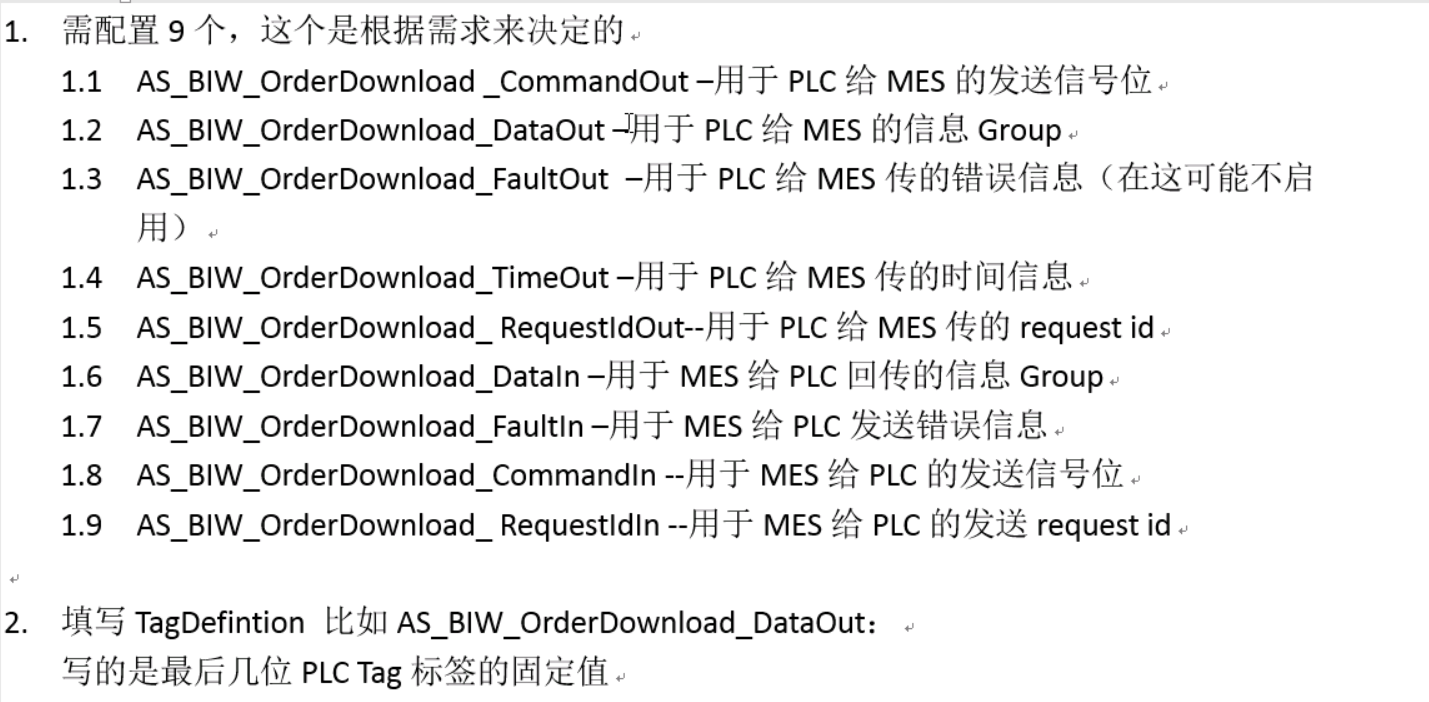 1. 需配置 9 个，这个是根据需求来决定的
1.1 AS_BIW_OrderDownload _CommandOut –用于 PLC 给 MES 的发送信号位
1.2 AS_BIW_OrderDownload_DataOut –用于 PLC 给 MES 的信息 Group
1.3 AS_BIW_OrderDownload_FaultOut –用于 PLC 给 MES 传的错误信息（在这可能不启
用）
1.4 AS_BIW_OrderDownload_TimeOut –用于 PLC 给 MES 传的时间信息
1.5 AS_BIW_OrderDownload_ RequestIdOut--用于 PLC 给 MES 传的 request id
1.6 AS_BIW_OrderDownload_DataIn –用于 MES 给 PLC 回传的信息 Group
1.7 AS_BIW_OrderDownload_FaultIn –用于 MES 给 PLC 发送错误信息
1.8 AS_BIW_OrderDownload_CommandIn --用于 MES 给 PLC 的发送信号位
1.9 AS_BIW_OrderDownload_ RequestIdIn --用于 MES 给 PLC 的发送 request id
2. 填写 TagDefintion 比如 AS_BIW_OrderDownload_DataOut：
写的是最后几位 PLC Tag 标签的固定值